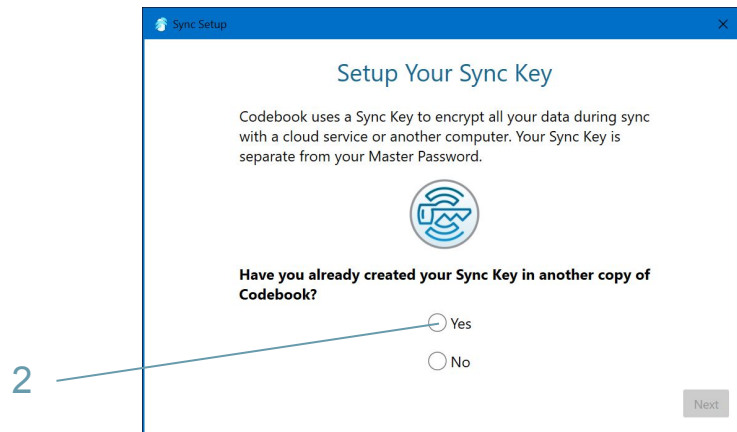 Sync Setup
Setup Your Sync Key
Codebook uses a Sync Key to encrypt all your data during sync
with a cloud service or another computer. Your Sync Key is
separate from your Master Password.
Have you already created your Sync Key in another copy of
Codebook?
Yes
No
2
Next